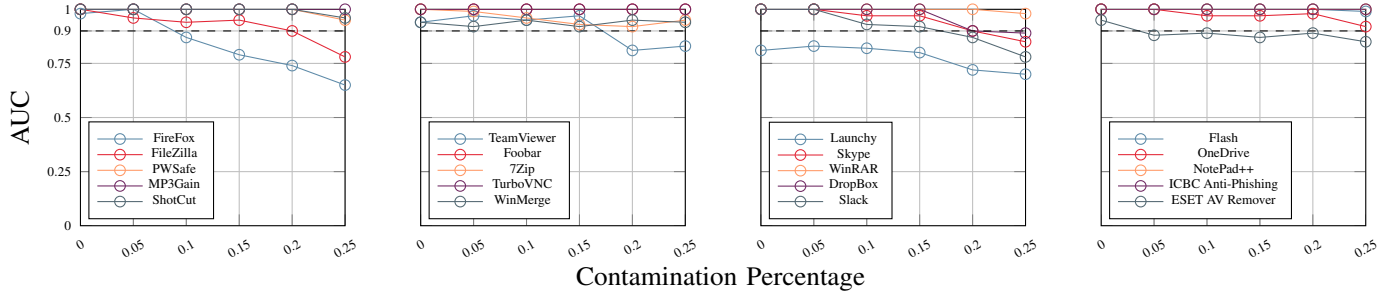 AUC
1
0.9
0.75
0.5
0.25
0
FireFox
FileZilla
PWSafe
MP3Gain
ShotCut
0 0.05 0.1 0.15 0.2 0.25
TeamViewer
Foobar
7Zip
TurboVNC
WinMerge
0 0.05 0.1 0.15 0.2 0.25
Launchy
Skype
WinRAR
DropBox
Slack
0 0.05 0.1 0.15 0.2 0.25
Flash
OneDrive
NotePad++
ICBC Anti-Phishing
ESET AV Remover
0 0.05 0.1 0.15 0.2 0.25
Contamination Percentage